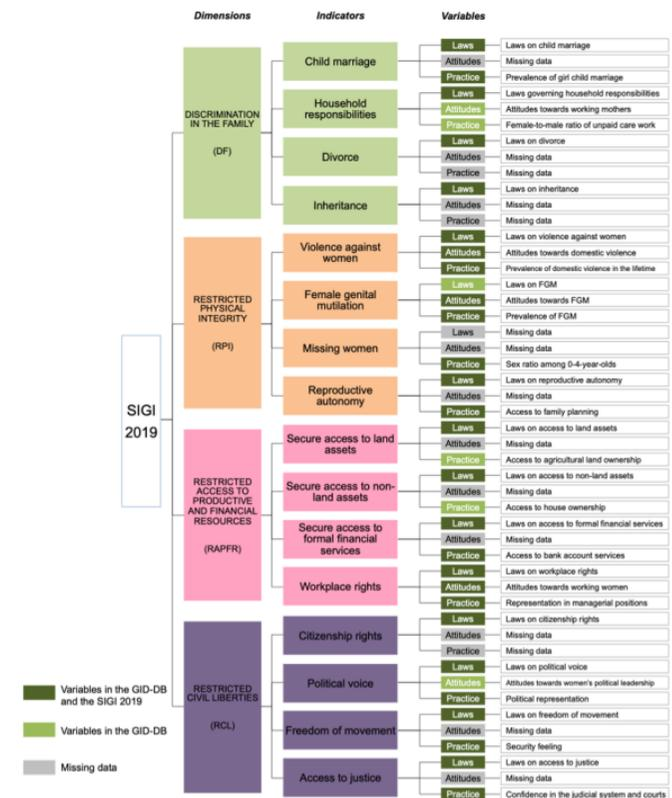 Dimensions Indicators Variables
SIGI
2019
DISCRIMINATION
IN THE FAMILY
(DF)
Child marriage
Laws Laws on child marriage
Attitudes Missing data
Practice Prevalence of girl child marriage
Household
responsibilities
Laws Laws governing household responsibilities
Attitudes Attitudes towards working mothers
Practice Female-to-male ratio of unpaid care work
Divorce
Laws Laws on divorce
Attitudes Missing data
Practice Missing data
Inheritance
Laws Laws on inheritance
Attitudes Missing data
Practice Missing data
RESTRICTED
PHYSICAL
INTEGRITY
(RPI)
Violence against
women
Laws Laws on violence against women
Attitudes Attitudes towards domestic violence
Practice Prevalence of domestic violence in the lifetime
Female genital
mutilation
Laws Laws on FGM
Attitudes Attitudes towards FGM
Practice Prevalence of FGM
Missing women
Laws Missing data
Attitudes Missing data
Practice Sex ratio among 0-4-year-olds
Reproductive
autonomy
Laws Laws on reproductive autonomy
Attitudes Missing data
Practice Access to family planning
RESTRICTED
ACCESS TO
PRODUCTIVE
AND FINANCIAL
RESOURCES
(RAPFR)
Secure access to land
assets
Laws Laws on access to land assets
Attitudes Missing data
Practice Access to agricultural land ownership
Secure access to non-
land assets
Laws Laws on access to non-land assets
Attitudes Missing data
Practice Access to house ownership
Secure access to
formal financial
services
Laws Laws on access to formal financial services
Attitudes Missing data
Practice Access to bank account services
Workplace rights
Laws Laws on workplace rights
Attitudes Attitudes towards working women
Practice Representation in managerial positions
RESTRICTED
CIVIL LIBERTIES
(RCL)
Citizenship rights
Laws Laws on citizenship rights
Attitudes Missing data
Practice Missing data
Political voice
Laws Laws on political voice
Attitudes Attitudes towards women's political leadership
Practice Political representation
Freedom of movement
Laws Laws on freedom of movement
Attitudes Missing data
Practice Security feeling
Access to justice
Laws Laws on access to justice
Attitudes Missing data
Practice Confidence in the judicial system and courts
Variables in the GID-DB
and the SIGI 2019
Variables in the GID-DB
Missing data